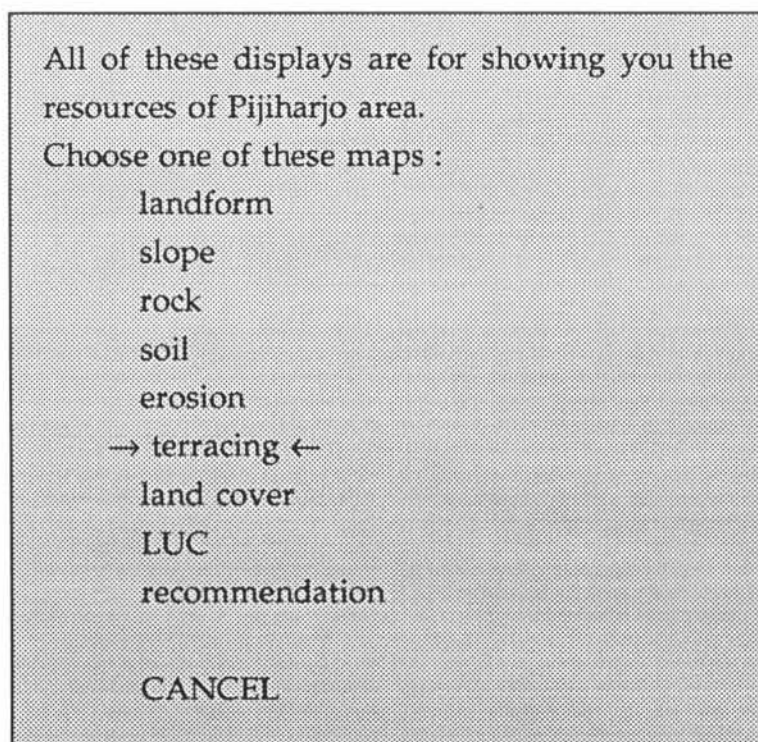 All of these displays are for showing you the
resources of Pijiharjo area.
Choose one of these maps :
landform
slope
rock
soil
erosion
→ terracing ←
land cover
LUC
recommendation
CANCEL